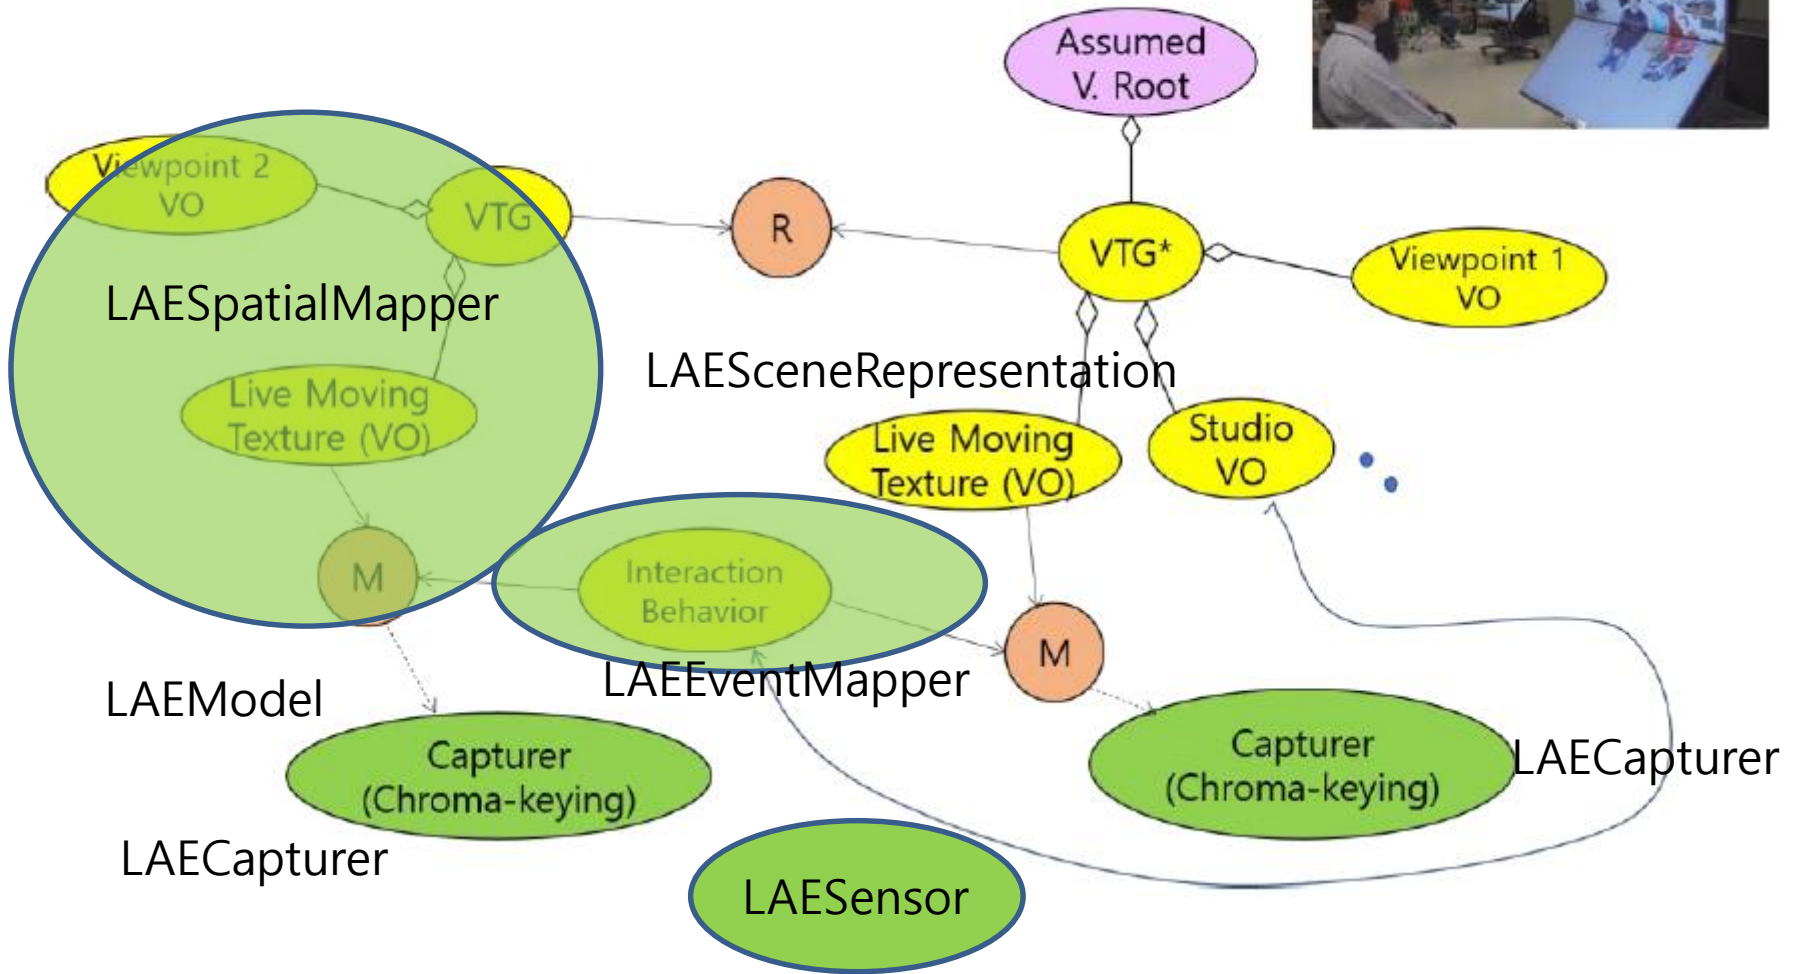 Assumed
V. Root
Viewpoint 2
VO
VTG
R
VTG*
Viewpoint 1
VO
LAESpatialMapper
LAESceneRepresentation
Live Moving
Texture (VO)
Live Moving
Texture (VO)
Studio
VO
M
Interaction
Behavior
M
LAEModel
LAEEventMapper
Capturer
(Chroma-keying)
Capturer
(Chroma-keying)
LAECapturer
LAECapturer
LAESensor